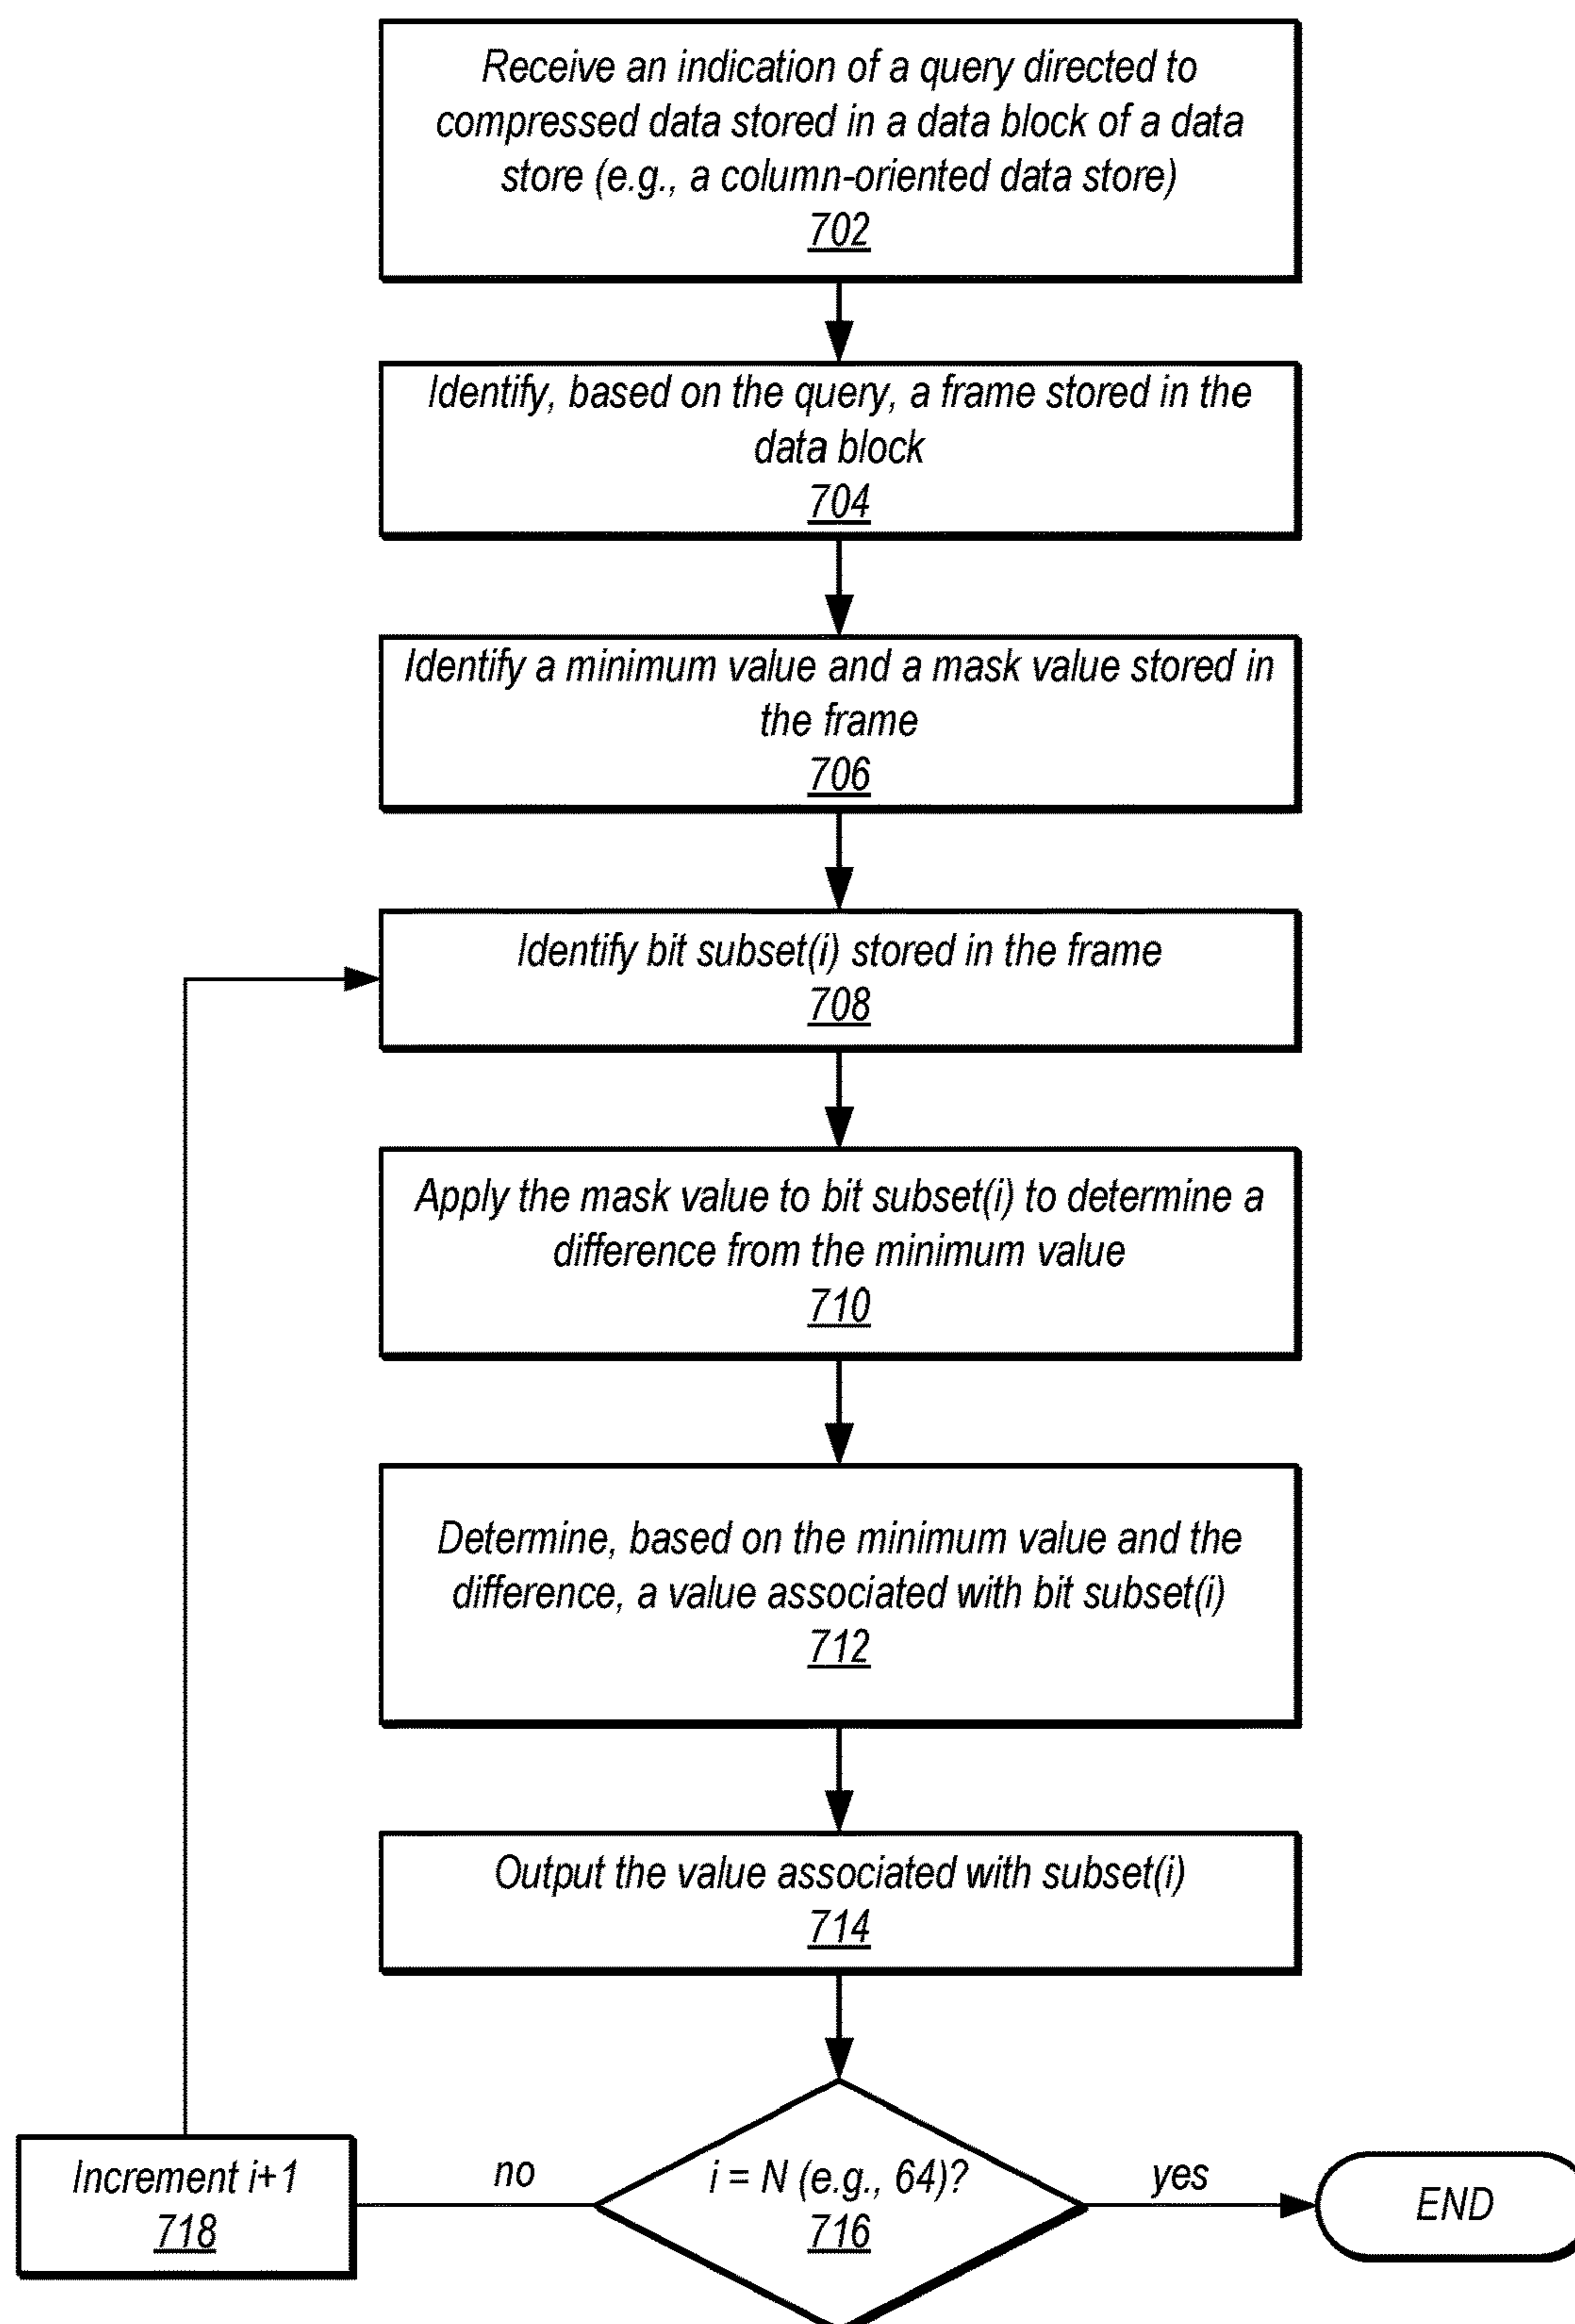 Receive an indication of a query directed to
compressed data stored in a data block of a data
store (e.g., a column-oriented data store)
702
Identify, based on the query, a frame stored in the
data block
704
Identify a minimum value and a mask value stored in
the frame
706
Identify bit subset(i) stored in the frame
708
Apply the mask value to bit subset(i) to determine a
difference from the minimum value
710
Determine, based on the minimum value and the
difference, a value associated with bit subset(i)
712
Output the value associated with subset(i)
714
i = N (e.g., 64)?
716
no
yes
Increment i+1
718
END